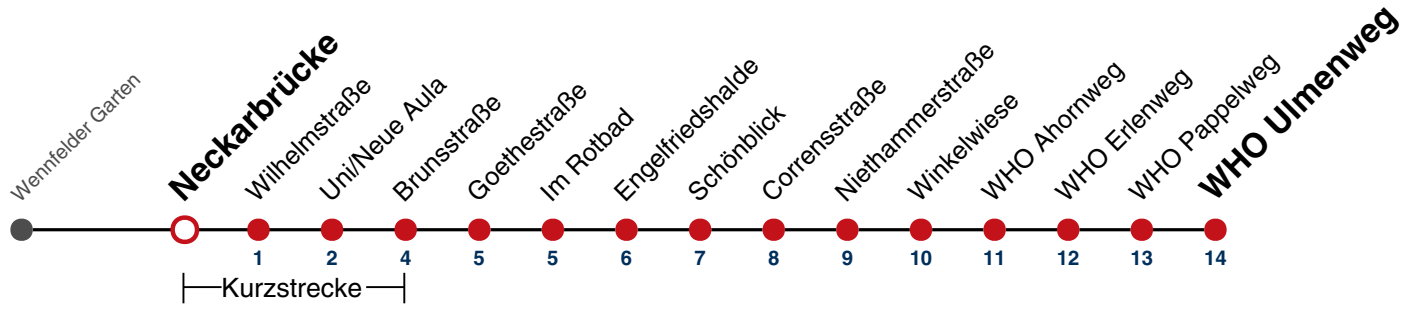 Wennfelder Garten
Neckarbrücke
Wilhelmstraße
Uni/Neue Aula
Brunsstraße
Goethestraße
Im Rotbad
Engelfriedshalde
Schönblick
Corrensstraße
Niethammerstraße
Winkelwiese
WHO Ahornweg
WHO Erlenweg
WHO Pappelweg
WHO Ulmenweg
1 2 4 5 5 6 7 8 9 10 11 12 13 14
Kurzstrecke